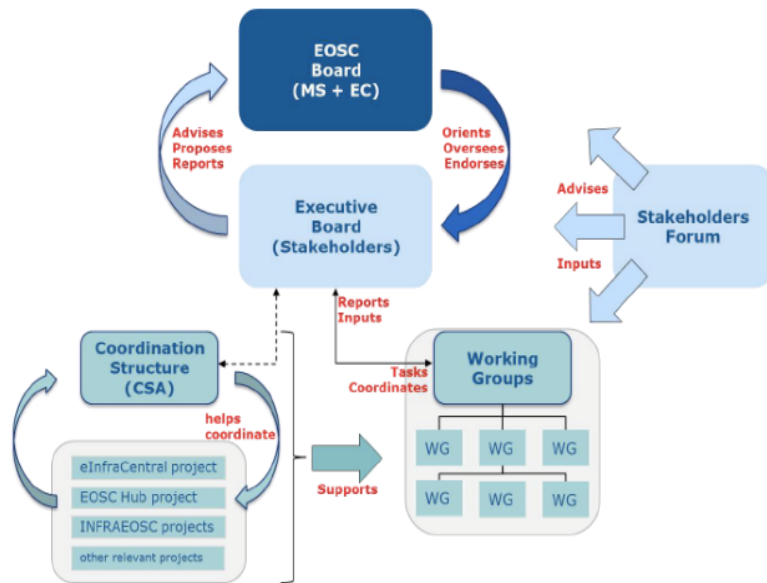 EOSC
Board
(MS + EC)
Advises
Proposes
Reports
Orients
Oversees
Endorses
Executive
Board
(Stakeholders)
Advises
Inputs
Stakeholders
Forum
Reports
Inputs
Coordination
Structure
(CSA)
Tasks
Coordinates
Working
Groups
helps
coordinate
WG
WG
WG
WG
WG
WG
Supports
eInfraCentral project
EOSC Hub project
INFRAEOSC projects
other relevant projects